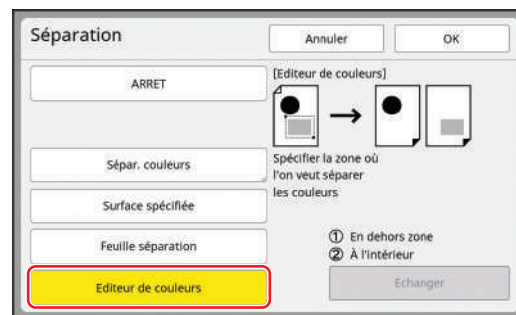 Séparation
Annuler
OK
ARRET
[Editeur de couleurs]
Sépar. couleurs
Spécifier la zone où
l'on veut séparer
les couleurs
Surface spécifiée
Feuille séparation
① En dehors zone
② À l'intérieur
Editeur de couleurs
Echanger